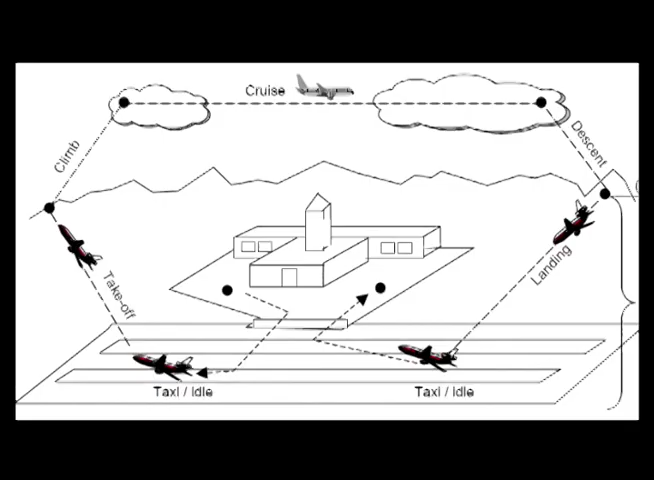 Cruise
Climb
Descent
Take-off
Landing
Taxi / Idle
Taxi / Idle